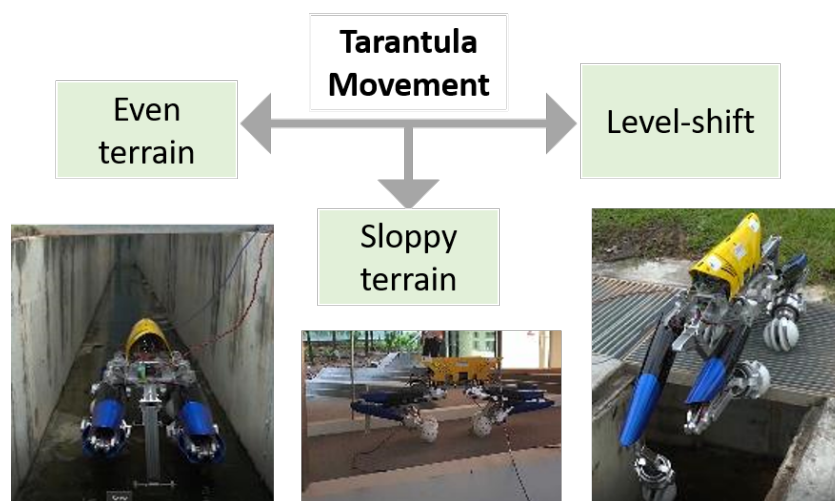 Tarantula
Movement
Even
terrain
Level-shift
Sloppy
terrain